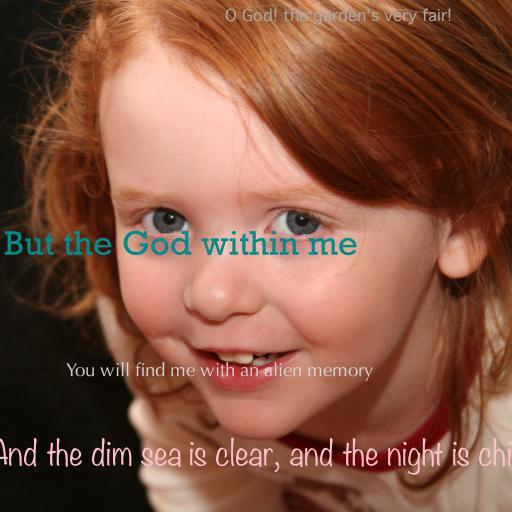 O God! the garden's very fair!
But the God within me
You will find me with an alien memory
And the dim sea is clear, and the night is